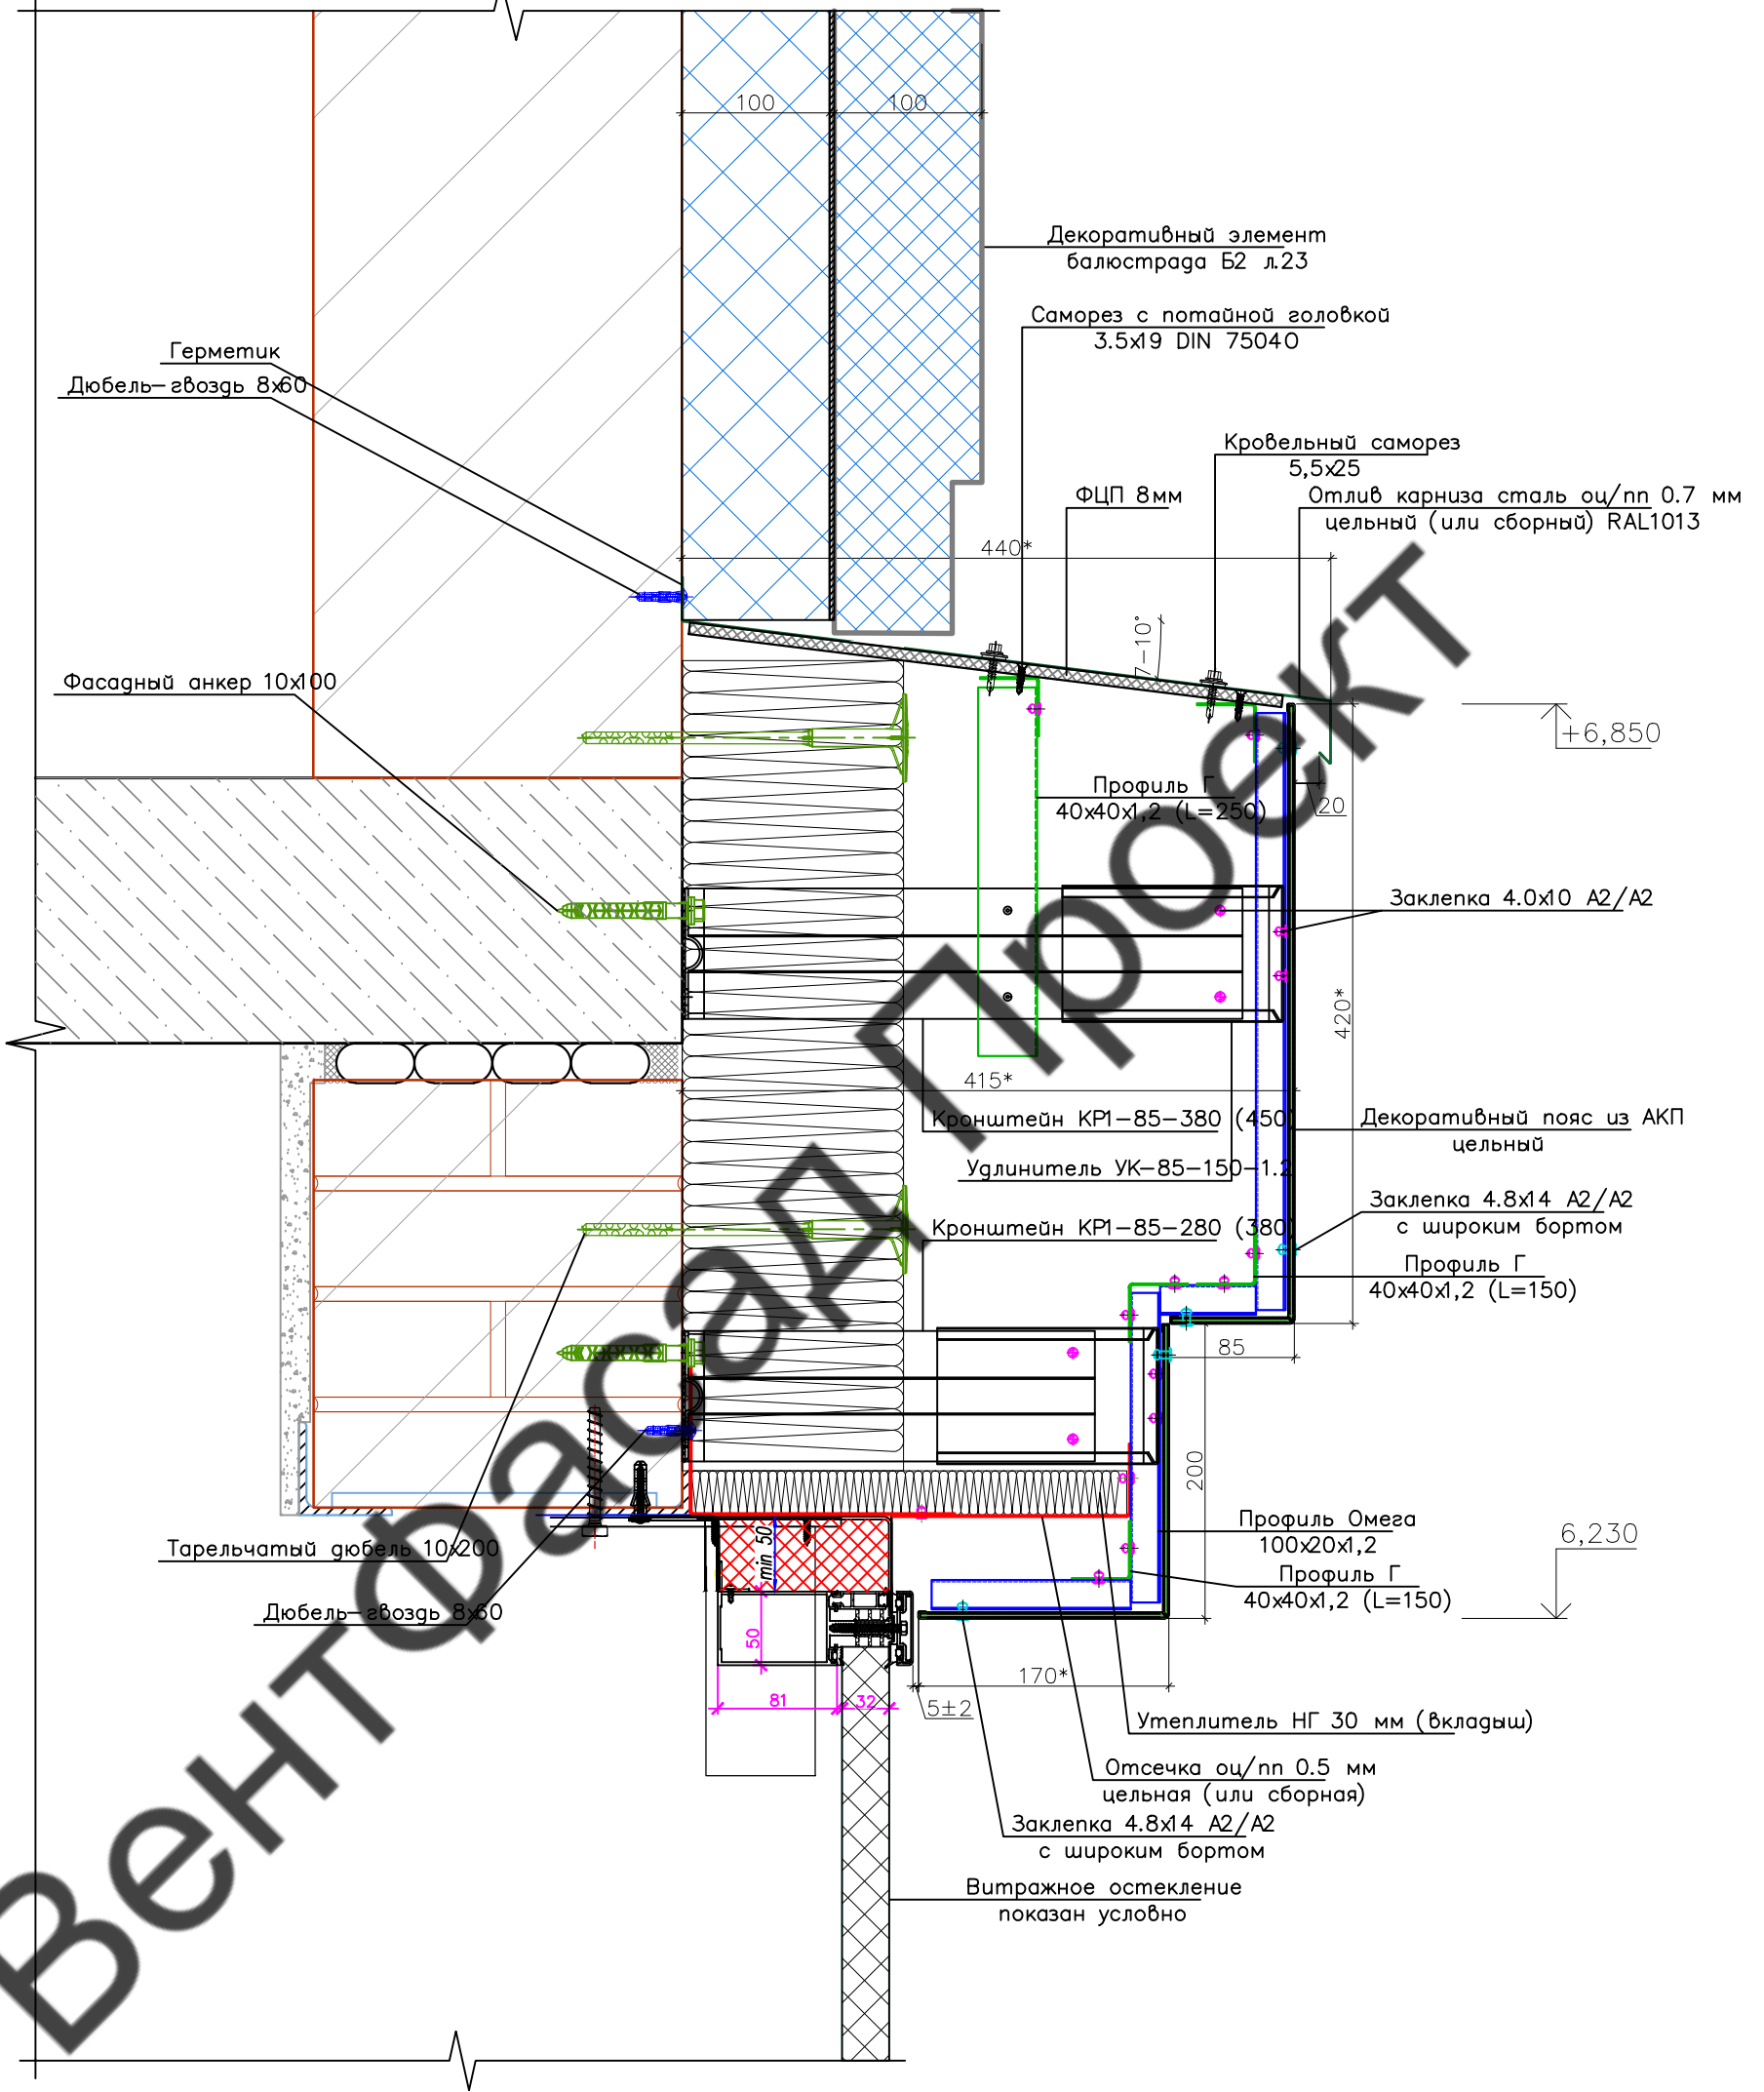 100
100
Декоративный элемент
балюстрада Б2 л.23
Саморез с потайной головкой
3.5x19 DIN 7504O
Герметик
Дюбель-гвоздь 8x60
Кровельный саморез
5,5x25
ФЦП 8мм
Отлив карниза сталь оц/пп 0.7 мм
цельный (или сборный) RAL1013
440*
7-10°
Фасадный анкер 10x100
+6,850
Профиль Г
40x40x1,2 (L=250)
20
Заклепка 4.0x10 А2/А2
420*
415*
Кронштейн КР1-85-380 (450)
Декоративный пояс из АКП
цельный
Удлинитель УК-85-150-1.2
Заклепка 4.8x14 А2/А2
с широким бортом
Кронштейн КР1-85-280 (380)
Профиль Г
40x40x1,2 (L=150)
85
200
Профиль Омега
100x20x1,2
6,230
Тарельчатый дюбель 10x200
min 50
Профиль Г
40x40x1,2 (L=150)
Дюбель-гвоздь 8x60
50
170*
81
32
5±2
Утеплитель НГ 30 мм (вкладыш)
Отсечка оц/пп 0.5 мм
цельная (или сборная)
Заклепка 4.8x14 А2/А2
с широким бортом
Витражное остекление
показан условно
ВентФасад Проект